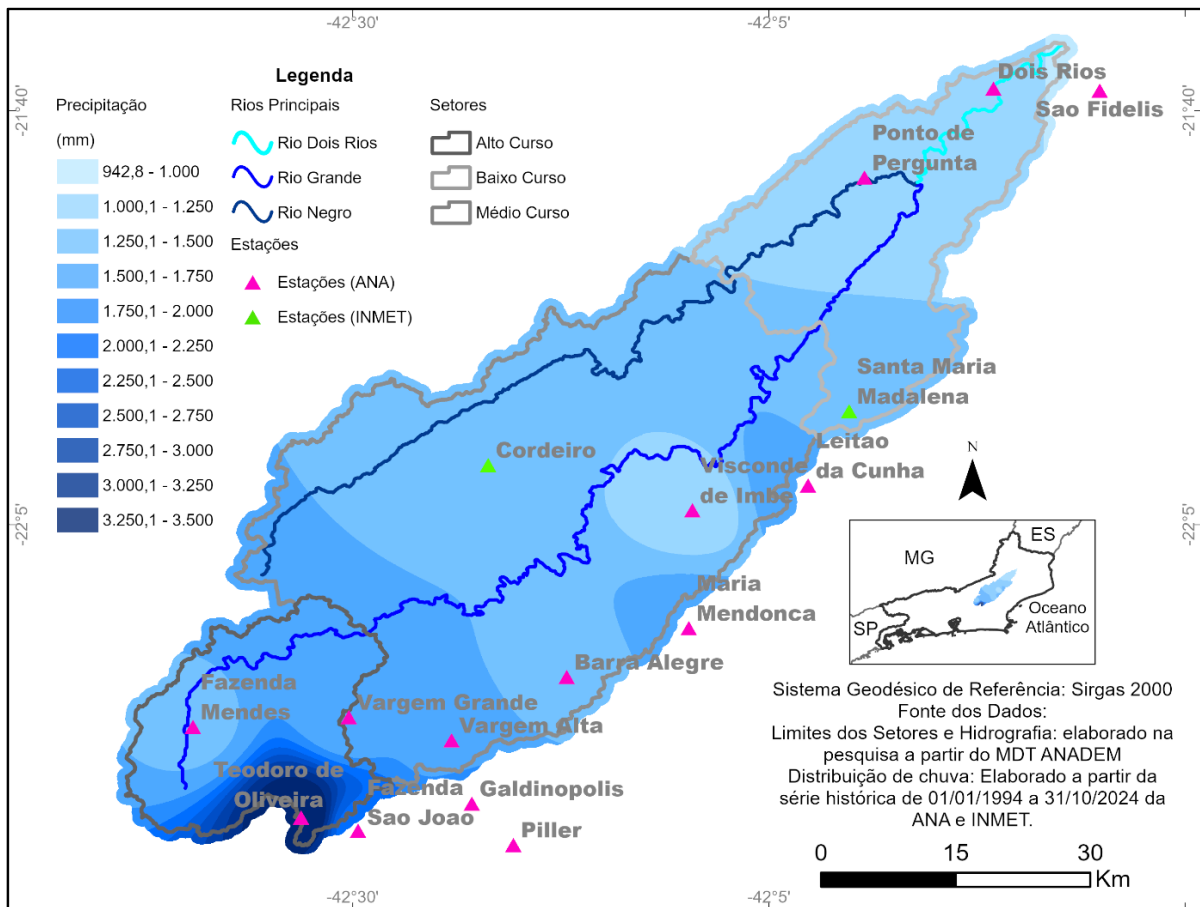 -42°30'
-42°5'
Legenda
Precipitação
(mm)
942,8 - 1.000
1.000,1 - 1.250
1.250,1 - 1.500
1.500,1 - 1.750
1.750,1 - 2.000
2.000,1 - 2.250
2.250,1 - 2.500
2.500,1 - 2.750
2.750,1 - 3.000
3.000,1 - 3.250
3.250,1 - 3.500
Rios Principais
Rio Dois Rios
Rio Grande
Rio Negro
Estações
Estações (ANA)
Estações (INMET)
Setores
Alto Curso
Baixo Curso
Médio Curso
-21°40'
-21°40'
Dois Rios
Sao Fidelis
Ponto de
Pergunta
Santa Maria
Madalena
Leitao
da Cunha
Cordeiro
Visconde
de Imbe
-22°5'
-22°5'
Maria
Mendonca
Barra Alegre
Fazenda
Mendes
Vargem Grande
Vargem Alta
Teodoro de
Oliveira
Fazenda
Sao Joao
Galdinopolis
Piller
N
MG
ES
SP
Oceano
Atlântico
Sistema Geodésico de Referência: Sirgas 2000
Fonte dos Dados:
Limites dos Setores e Hidrografia: elaborado na
pesquisa a partir do MDT ANADEM
Distribuição de chuva: Elaborado a partir da
série histórica de 01/01/1994 a 31/10/2024 da
ANA e INMET.
0 15 30
Km
-42°30'
-42°5'